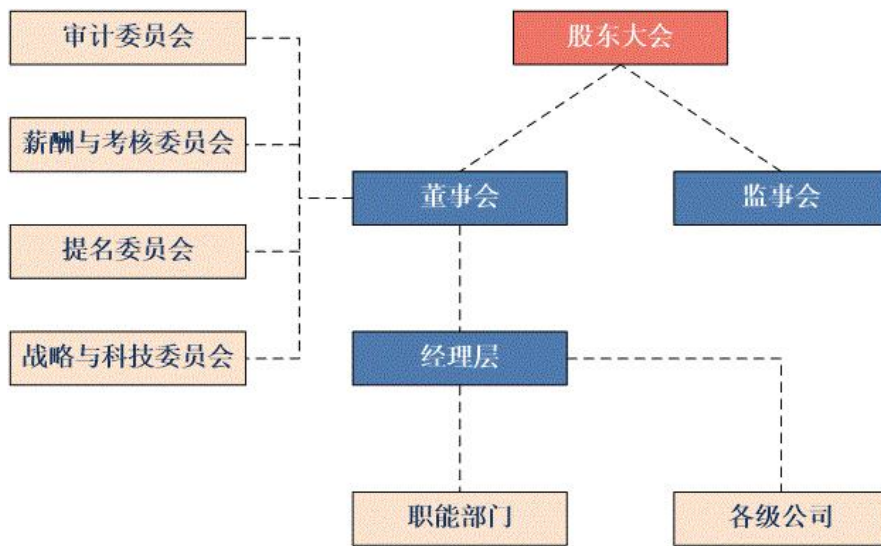 审计委员会
股东大会
薪酬与考核委员会
董事会
监事会
提名委员会
战略与科技委员会
经理层
职能部门
各级公司